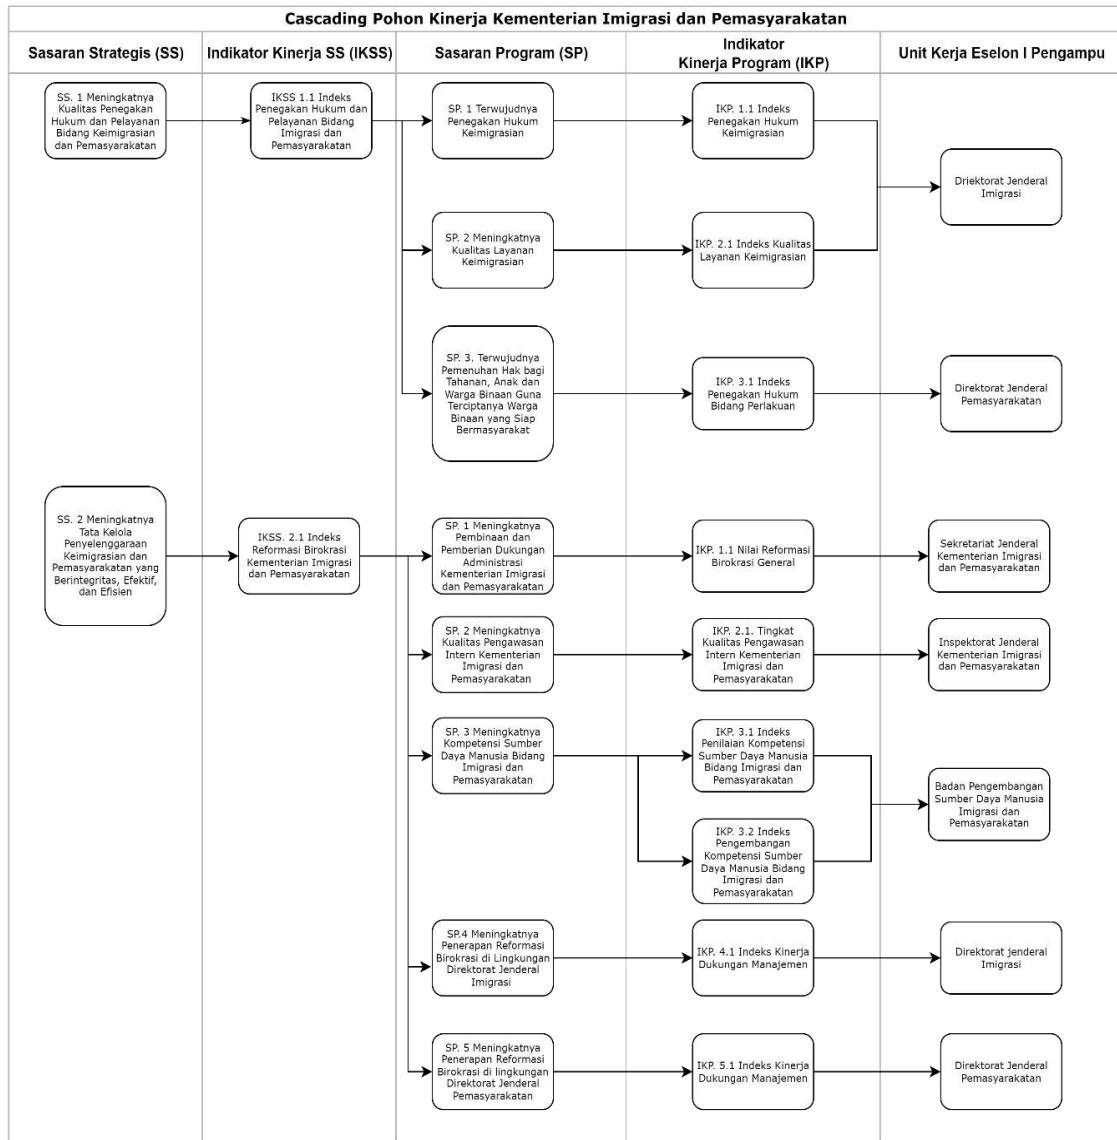 Cascading Pohon Kinerja Kementerian Imigrasi dan Pemasyarakatan
Sasaran Strategis (SS)
Indikator Kinerja SS (IKSS)
Sasaran Program (SP)
Indikator
Kinerja Program (IKP)
Unit Kerja Eselon I Pengampu
SS. 1 Meningkatnya
Kualitas Penegakan
Hukum dan Pelayanan
Bidang Keimigrasian
dan Pemasyarakatan
IKSS 1.1 Indeks
Penegakan Hukum dan
Pelayanan Bidang
Imigrasi dan
Pemasyarakatan
SP. 1 Terwujudnya
Penegakan Hukum
Keimigrasian
IKP. 1.1 Indeks
Penegakan Hukum
Keimigrasian
Driektorat Jenderal
Imigrasi
SP. 2 Meningkatnya
Kualitas Layanan
Keimigrasian
IKP. 2.1 Indeks Kualitas
Layanan Keimigrasian
SP. 3. Terwujudnya
Pemenuhan Hak bagi
Tahanan, Anak dan
Warga Binaan Guna
Terciptanya Warga
Binaan yang Siap
Bermasyarakat
IKP. 3.1 Indeks
Penegakan Hukum
Bidang Perlakuan
Direktorat Jenderal
Pemasyarakatan
SS. 2 Meningkatnya
Tata Kelola
Penyelenggaraan
Keimigrasian dan
Pemasyarakatan yang
Berintegritas, Efektif,
dan Efisien
IKSS. 2.1 Indeks
Reformasi Birokrasi
Kementerian Imigrasi
dan Pemasyarakatan
SP. 1 Meningkatnya
Pembinaan dan
Pemberian Dukungan
Administrasi
Kementerian Imigrasi
dan Pemasyarakatan
IKP. 1.1 Nilai Reformasi
Birokrasi General
Sekretariat Jenderal
Kementerian Imigrasi
dan Pemasyarakatan
SP. 2 Meningkatnya
Kualitas Pengawasan
Intern Kementerian
Imigrasi dan
Pemasyarakatan
IKP. 2.1. Tingkat
Kualitas Pengawasan
Intern Kementerian
Imigrasi dan
Pemasyarakatan
Inspektorat Jenderal
Kementerian Imigrasi
dan Pemasyarakatan
SP. 3 Meningkatnya
Kompetensi Sumber
Daya Manusia Bidang
Imigrasi dan
Pemasyarakatan
IKP. 3.1 Indeks
Penilaian Kompetensi
Sumber Daya Manusia
Bidang Imigrasi dan
Pemasyarakatan
Badan Pengembangan
Sumber Daya Manusia
Imigrasi dan
Pemasyarakatan
IKP. 3.2 Indeks
Pengembangan
Kompetensi Sumber
Daya Manusia Bidang
Imigrasi dan
Pemasyarakatan
SP.4 Meningkatnya
Penerapan Reformasi
Birokrasi di Lingkungan
Direktorat Jenderal
Imigrasi
IKP. 4.1 Indeks Kinerja
Dukungan Manajemen
Direktorat jenderal
Imigrasi
SP. 5 Meningkatnya
Penerapan Reformasi
Birokrasi di lingkungan
Direktorat Jenderal
Pemasyarakatan
IKP. 5.1 Indeks Kinerja
Dukungan Manajemen
Direktorat Jenderal
Pemasyarakatan